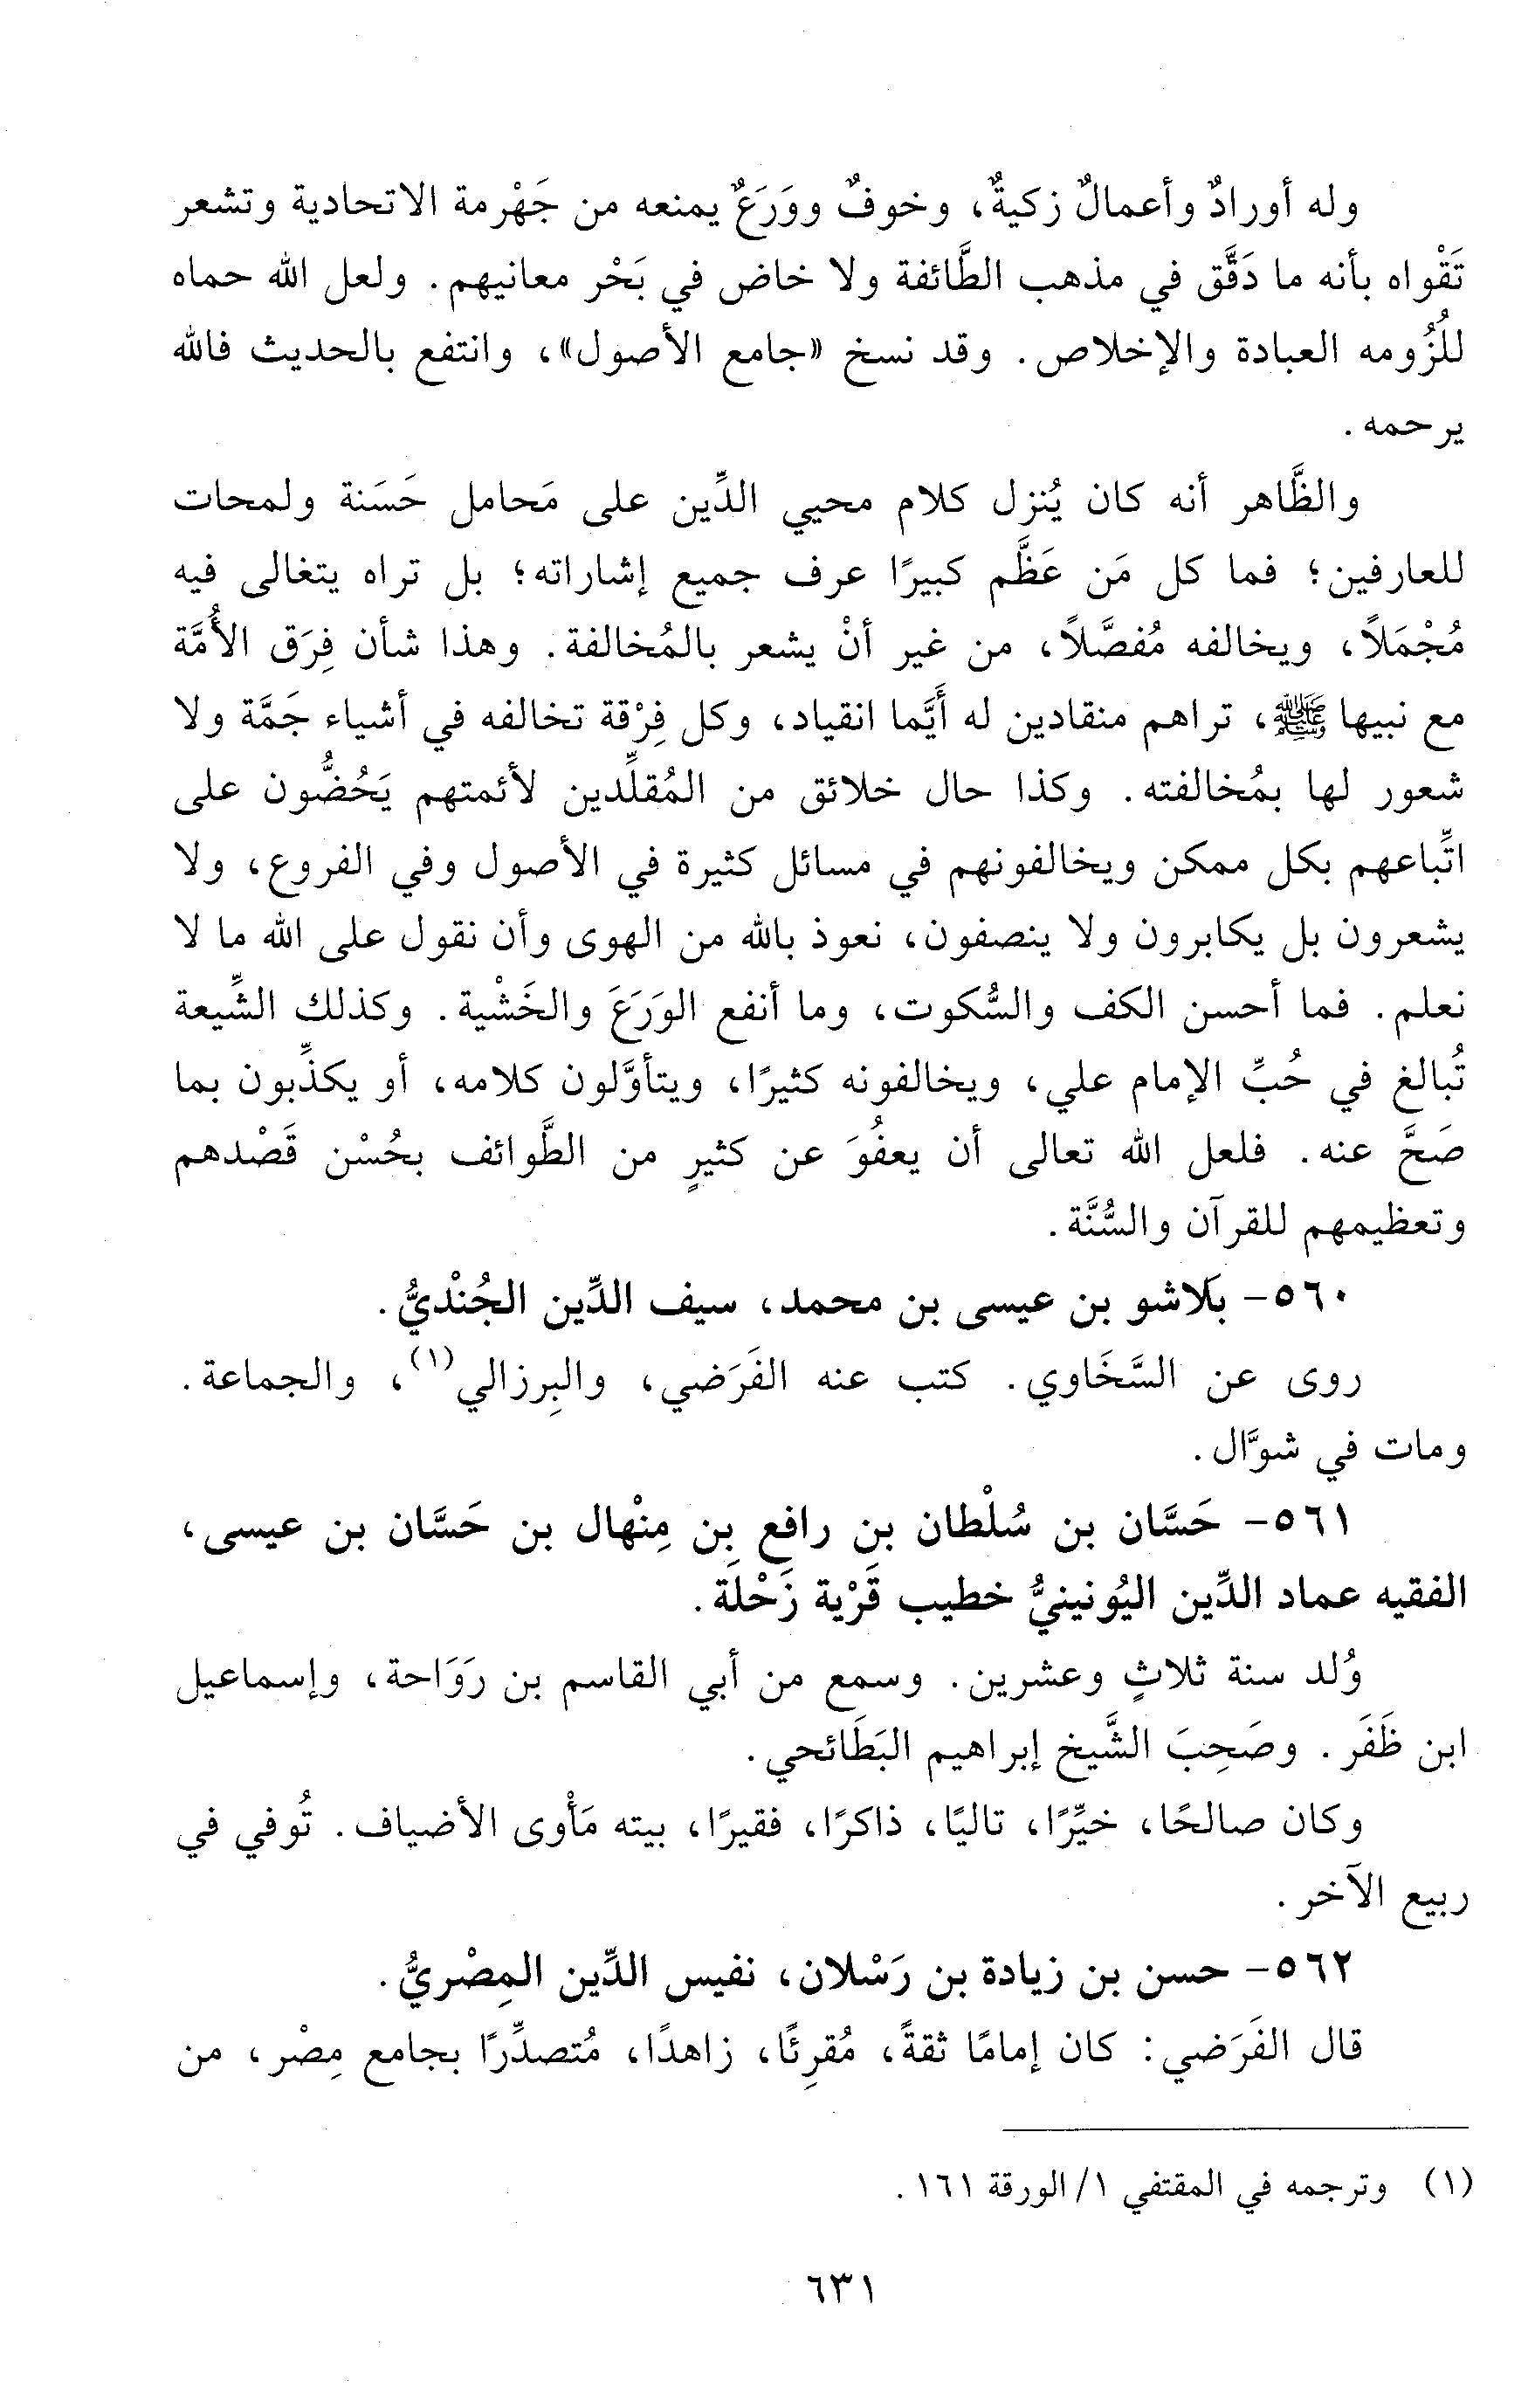 وله أورادٌ وأعمالٌ زكيةٌ، وخوفٌ ووَرَعٌ يمنعه من جَهْرمة الاتحادية وتشعر
تَقْواه بأنه ما دَقَّق في مذهب الطَّائفة ولا خاض في بَحْر معانيهم. ولعل الله حماه
للُزُومه العبادة والإخلاص. وقد نسخ «جامع الأصول»، وانتفع بالحديث فالله
يرحمه.
والظَّاهر أنه كان يُنزل كلام محيي الدِّين على مَحامل حَسَنة ولمحات
للعارفين؛ فما كل مَن عَظَّم كبيرًا عرف جميع إشاراته؛ بل تراه يتغالى فيه
مُجْمَلاً، ويخالفه مُفصَّلاً، من غير أنْ يشعر بالمُخالفة. وهذا شأن فِرَق الأُمَّة
مع نبيها ﷺ، تراهم منقادين له أَيَّما انقياد، وكل فِرْقة تخالفه في أشياء جَمَّة ولا
شعور لها بمُخالفته. وكذا حال خلائق من المُقلِّدين لأئمتهم يَحُضُّون على
اتِّباعهم بكل ممكن ويخالفونهم في مسائل كثيرة في الأصول وفي الفروع، ولا
يشعرون بل يكابرون ولا ينصفون، نعوذ بالله من الهوى وأن نقول على الله ما لا
نعلم. فما أحسن الكف والسُّكوت، وما أنفع الوَرَعَ والخَشْية. وكذلك الشِّيعة
تُبالغ في حُبِّ الإمام علي، ويخالفونه كثيرًا، ويتأوَّلون كلامه، أو يكذِّبون بما
صَحَّ عنه. فلعل الله تعالى أن يعفُوَ عن كثيرٍ من الطَّوائف بحُسْن قَصْدهم
وتعظيمهم للقرآن والسُّنَّة.
٥٦٠- بَلاشو بن عيسى بن محمد، سيف الدِّين الجُنْديُّ.
روى عن السَّخَاوي. كتب عنه الفَرَضي، والبِرزالي(١)، والجماعة.
ومات في شوَّال.
٥٦١- حَسَّان بن سُلْطان بن رافع بن مِنْهال بن حَسَّان بن عيسى،
الفقيه عماد الدِّين اليُونينيُّ خطيب قَرْية زَحْلَة.
وُلد سنة ثلاثٍ وعشرين. وسمع من أبي القاسم بن رَوَاحة، وإسماعيل
ابن ظَفَر. وصَحِبَ الشَّيخ إبراهيم البَطَائحي.
وكان صالحًا، خيِّرًا، تاليًا، ذاكرًا، فقيرًا، بيته مَأْوى الأضياف. تُوفي في
ربيع الآخر.
٥٦٢- حسن بن زيادة بن رَسْلان، نفيس الدِّين المِصْريُّ.
قال الفَرَضي: كان إمامًا ثقةً، مُقرِئًا، زاهدًا، مُتصدِّرًا بجامع مِصْر، من
(١) وترجمه في المقتفي ١/ الورقة ١٦١.
٦٣١